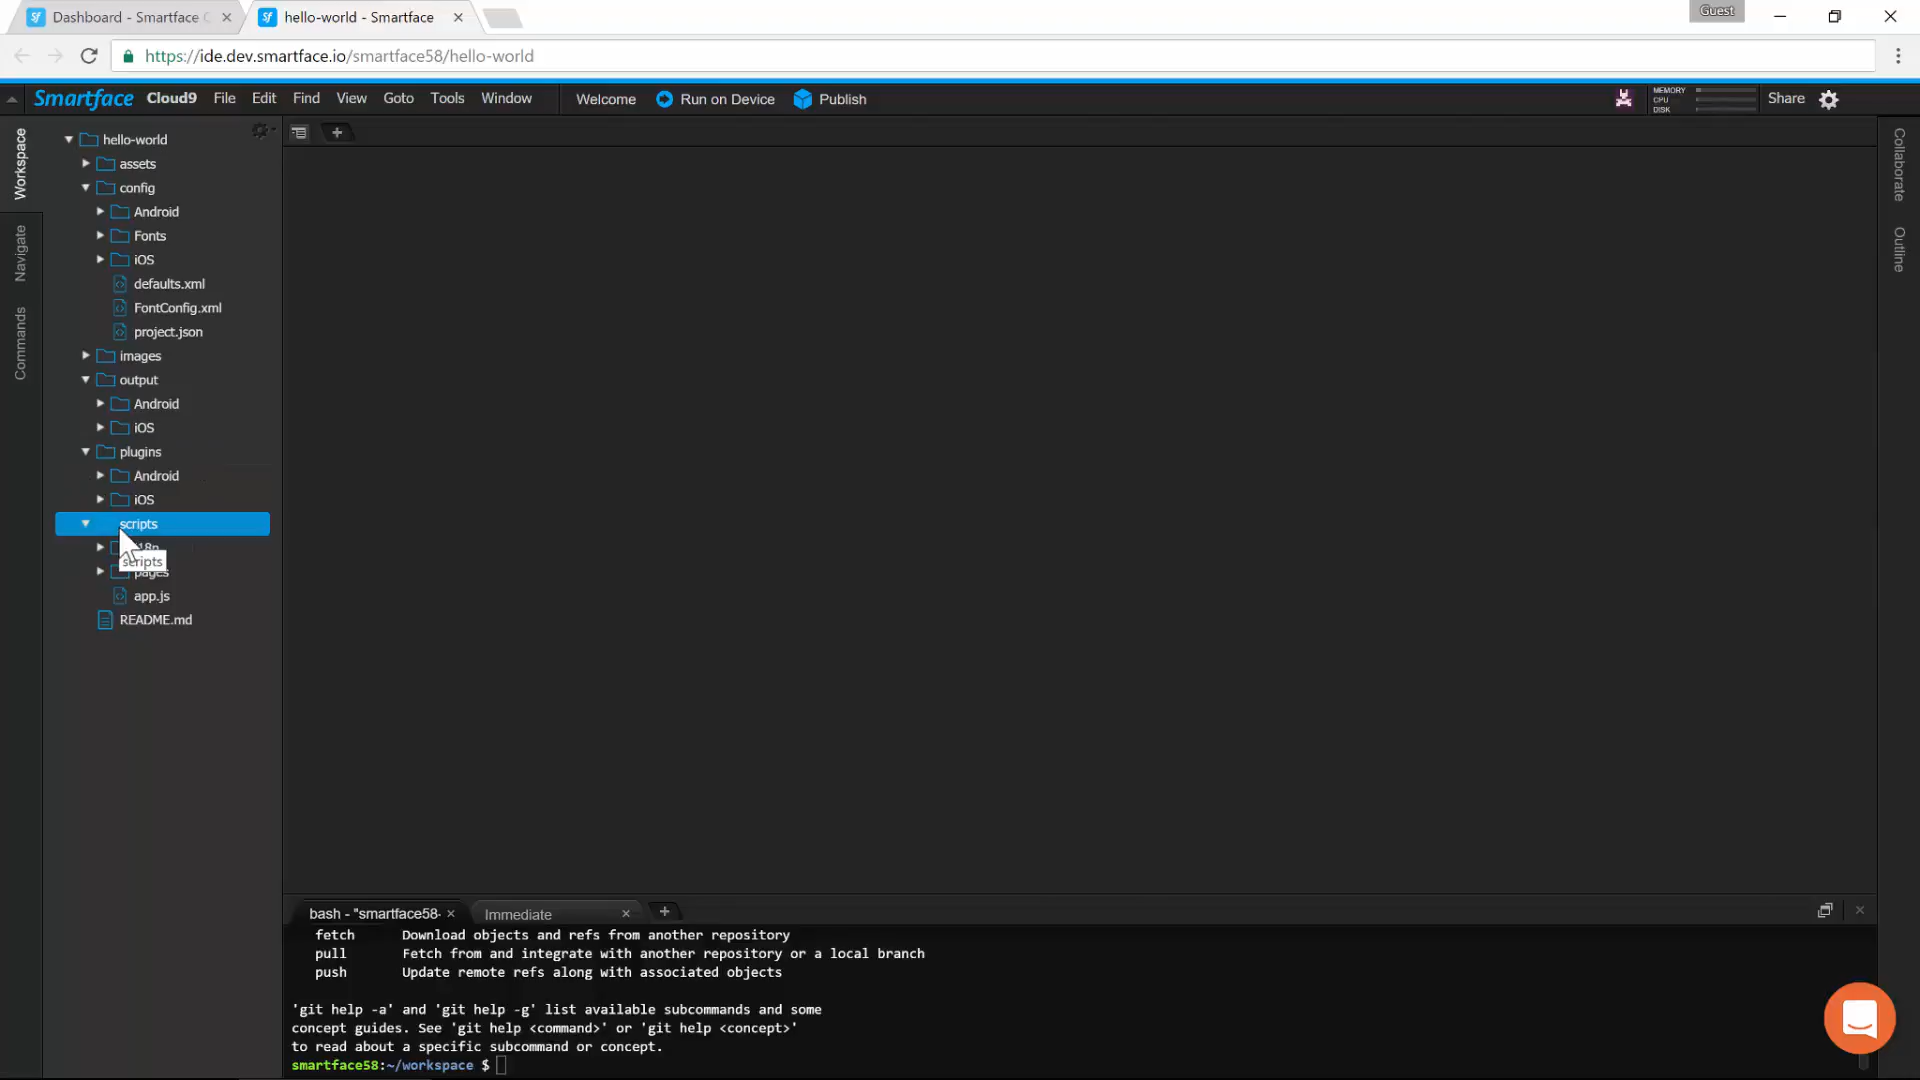 Dashboard - Smartface C
hello-world - Smartface
Guest
https://ide.dev.smartface.io/smartface58/hello-world
Smartface Cloud9 File Edit Find View Goto Tools Window Welcome Run on Device Publish MEMORY CPU DISK Share
Workspace
Navigate
Commands
Collaborate
Outline
hello-world
assets
config
Android
Fonts
iOS
defaults.xml
FontConfig.xml
project.json
images
output
Android
iOS
plugins
Android
iOS
scripts
scripts
pages
app.js
README.md
bash - "smartface58-
Immediate
fetch Download objects and refs from another repository
pull Fetch from and integrate with another repository or a local branch
push Update remote refs along with associated objects
'git help -a' and 'git help -g' list available subcommands and some
concept guides. See 'git help <command>' or 'git help <concept>'
to read about a specific subcommand or concept.
smartface58:~/workspace $